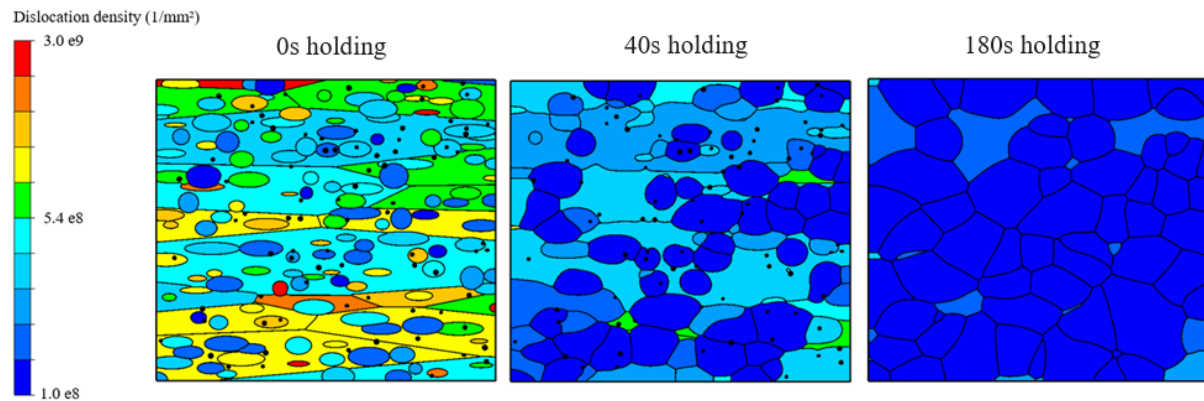 Dislocation density (1/mm²)
3.0 e9
5.4 e8
1.0 e8
0s holding
40s holding
180s holding